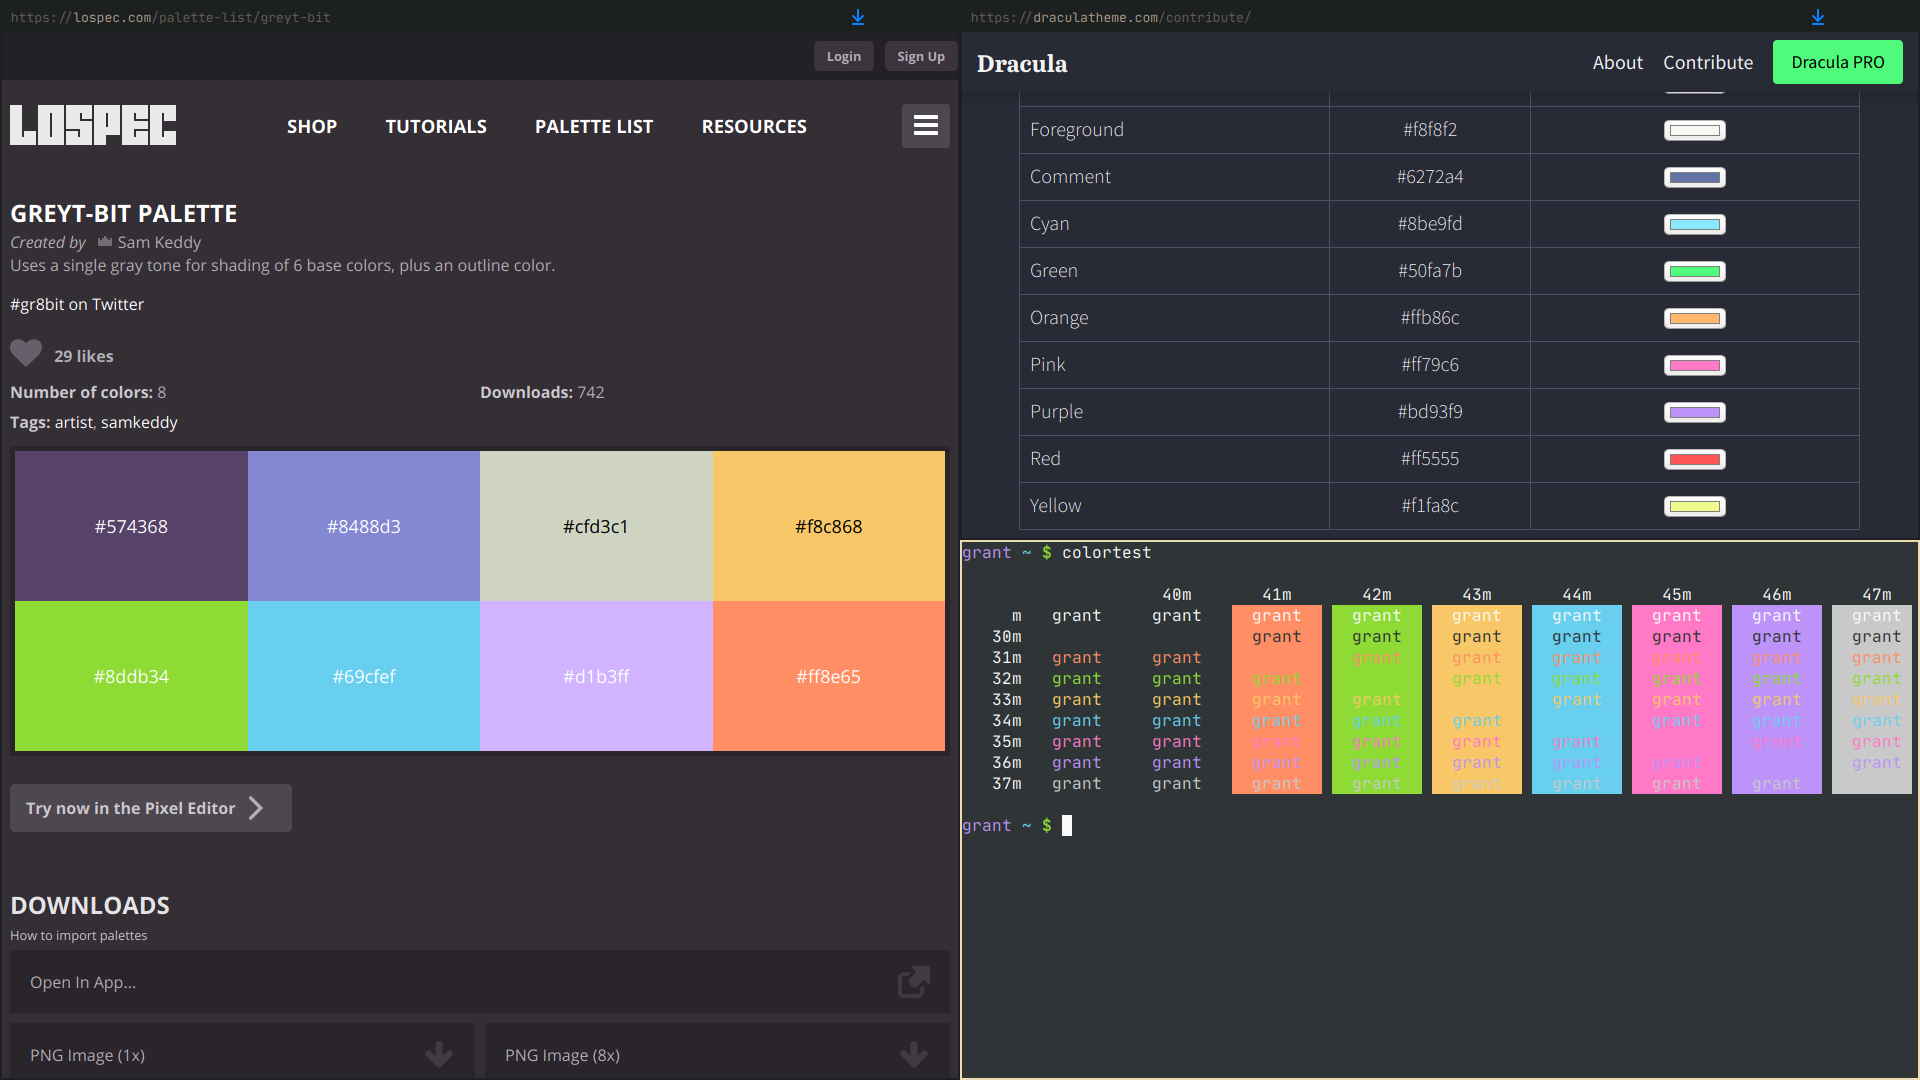 https://lospec.com/palette-list/greyt-bit
Login Sign Up
LOSPEC
SHOP TUTORIALS PALETTE LIST RESOURCES
GREYT-BIT PALETTE
Created by Sam Keddy
Uses a single gray tone for shading of 6 base colors, plus an outline color.
#gr8bit on Twitter
29 likes
Number of colors: 8 Downloads: 742
Tags: artist, samkeddy
#574368 #8488d3 #cfd3c1 #f8c868
#8ddb34 #69cfef #d1b3ff #ff8e65
Try now in the Pixel Editor
DOWNLOADS
How to import palettes
Open In App...
PNG Image (1x) PNG Image (8x)
https://draculatheme.com/contribute/
Dracula About Contribute Dracula PRO
Foreground #f8f8f2
Comment #6272a4
Cyan #8be9fd
Green #50fa7b
Orange #ffb86c
Pink #ff79c6
Purple #bd93f9
Red #ff5555
Yellow #f1fa8c
grant ~ $ colortest
40m 41m 42m 43m 44m 45m 46m 47m
m grant grant grant grant grant grant grant grant grant
30m grant grant grant grant grant grant grant
31m grant grant grant grant grant grant grant grant
32m grant grant grant grant grant grant grant grant
33m grant grant grant grant grant grant grant grant
34m grant grant grant grant grant grant grant grant
35m grant grant grant grant grant grant grant grant
36m grant grant grant grant grant grant grant grant
37m grant grant grant grant grant grant grant grant
grant ~ $